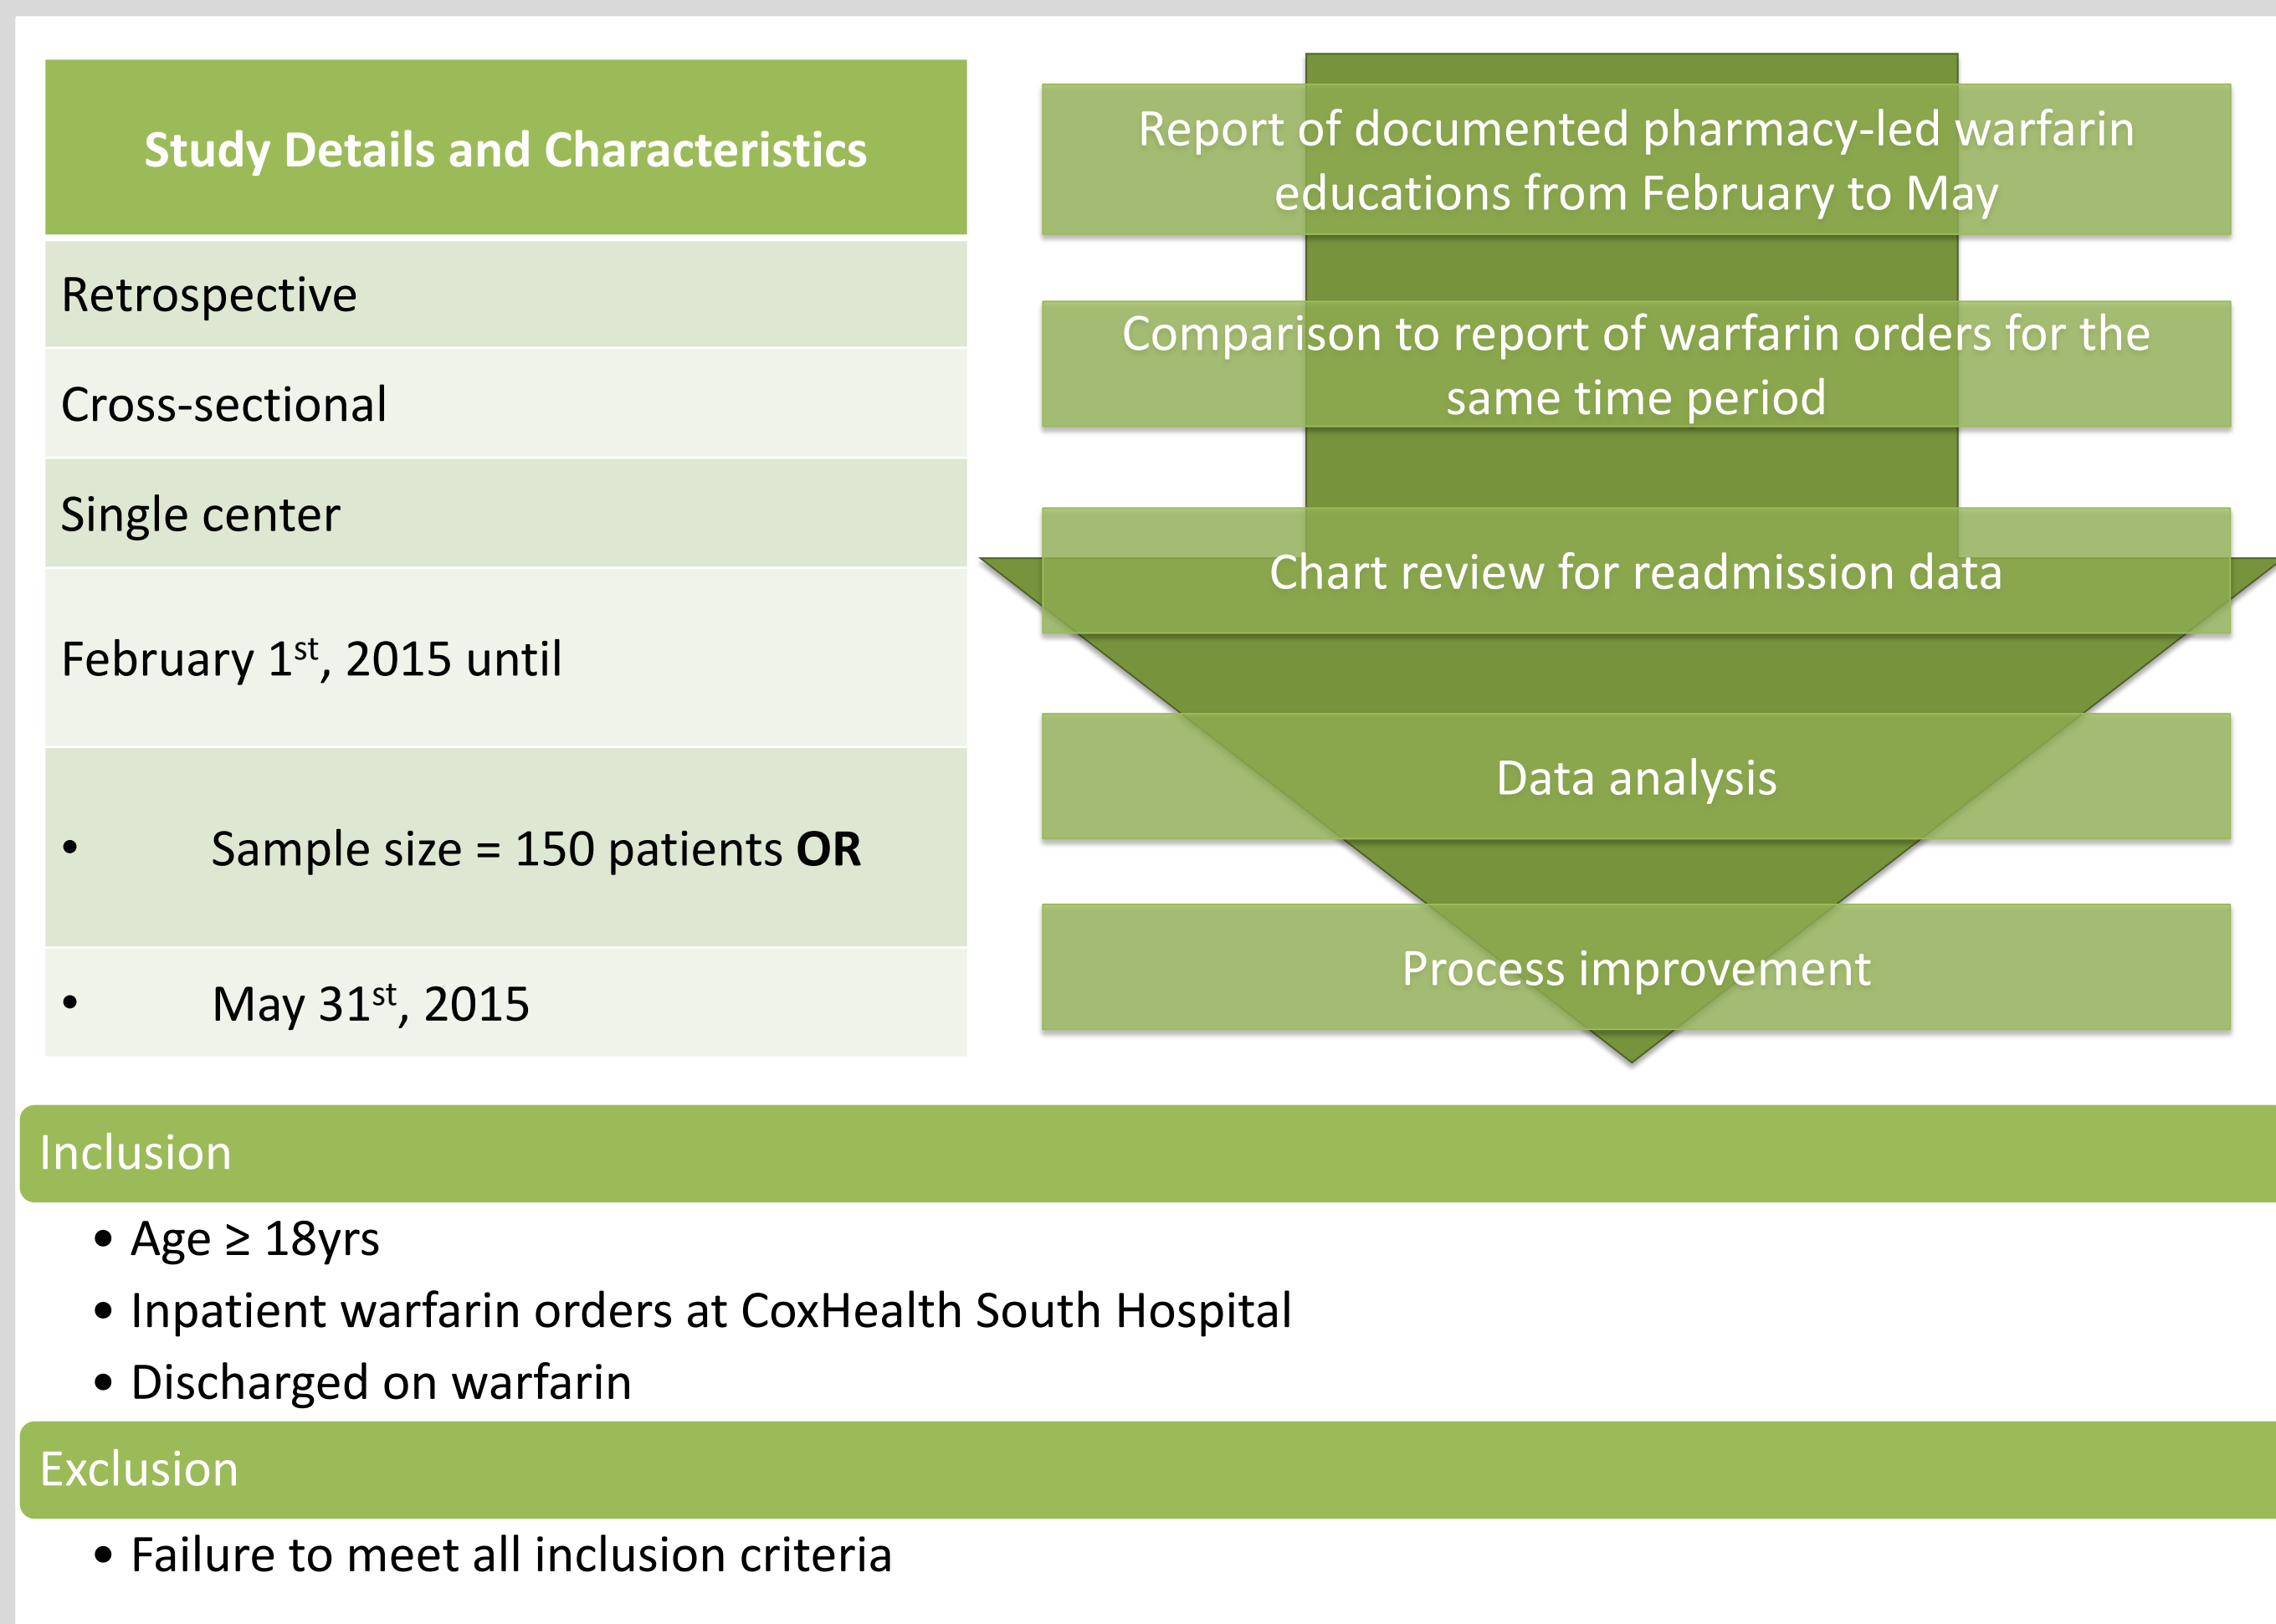 Study Details and Characteristics
Retrospective
Cross-sectional
Single center
February 1st, 2015 until
• Sample size = 150 patients OR
• May 31st, 2015
Report of documented pharmacy-led warfarin
educations from February to May
Comparison to report of warfarin orders for the
same time period
Chart review for readmission data
Data analysis
Process improvement
Inclusion
• Age ≥ 18yrs
• Inpatient warfarin orders at CoxHealth South Hospital
• Discharged on warfarin
Exclusion
• Failure to meet all inclusion criteria